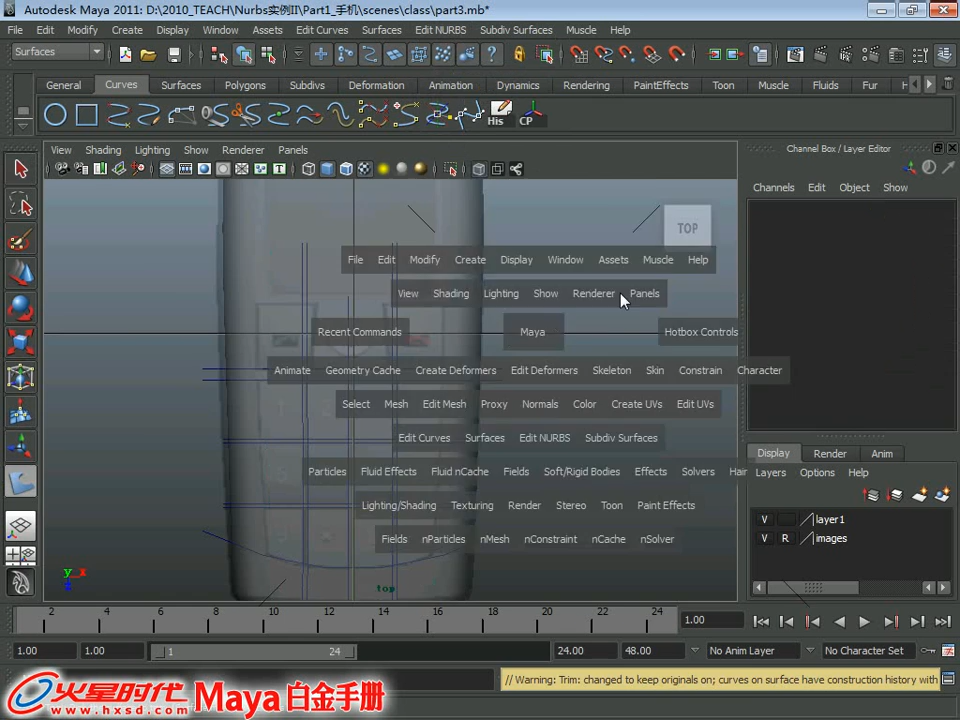 Autodesk Maya 2011: D:\2010_TEACH\Nurbs实例II\Part1_手机\scenes\class\part3.mb*
File Edit Modify Create Display Window Assets Edit Curves Surfaces Edit NURBS Subdiv Surfaces Muscle Help
Surfaces
General Curves Surfaces Polygons Subdivs Deformation Animation Dynamics Rendering PaintEffects Toon Muscle Fluids Fur
His CP
View Shading Lighting Show Renderer Panels
Channel Box / Layer Editor
Channels Edit Object Show
TOP
File Edit Modify Create Display Window Assets Muscle Help
View Shading Lighting Show Renderer Panels
Recent Commands Maya Hotbox Controls
Animate Geometry Cache Create Deformers Edit Deformers Skeleton Skin Constrain Character
Select Mesh Edit Mesh Proxy Normals Color Create UVs Edit UVs
Edit Curves Surfaces Edit NURBS Subdiv Surfaces
Particles Fluid Effects Fluid nCache Fields Soft/Rigid Bodies Effects Solvers Hair
Lighting/Shading Texturing Render Stereo Toon Paint Effects
Fields nParticles nMesh nConstraint nCache nSolver
Display Render Anim
Layers Options Help
V layer1
V R images
y x
z
top
2 4 6 8 10 12 14 16 18 20 22 24
1.00
1.00 1.00 1 24 24.00 48.00 No Anim Layer No Character Set
火星时代 Maya 白金手册
www.hxsd.com
// Warning: Trim: changed to keep originals on; curves on surface have construction history with